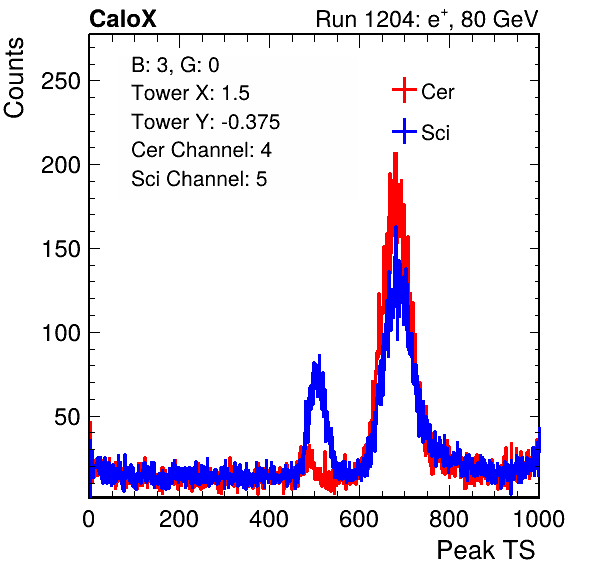 CaloX Run 1204: e⁺, 80 GeV
Counts
B: 3, G: 0
Tower X: 1.5
Tower Y: -0.375
Cer Channel: 4
Sci Channel: 5
Cer
Sci
250
200
150
100
50
0 200 400 600 800 1000
Peak TS